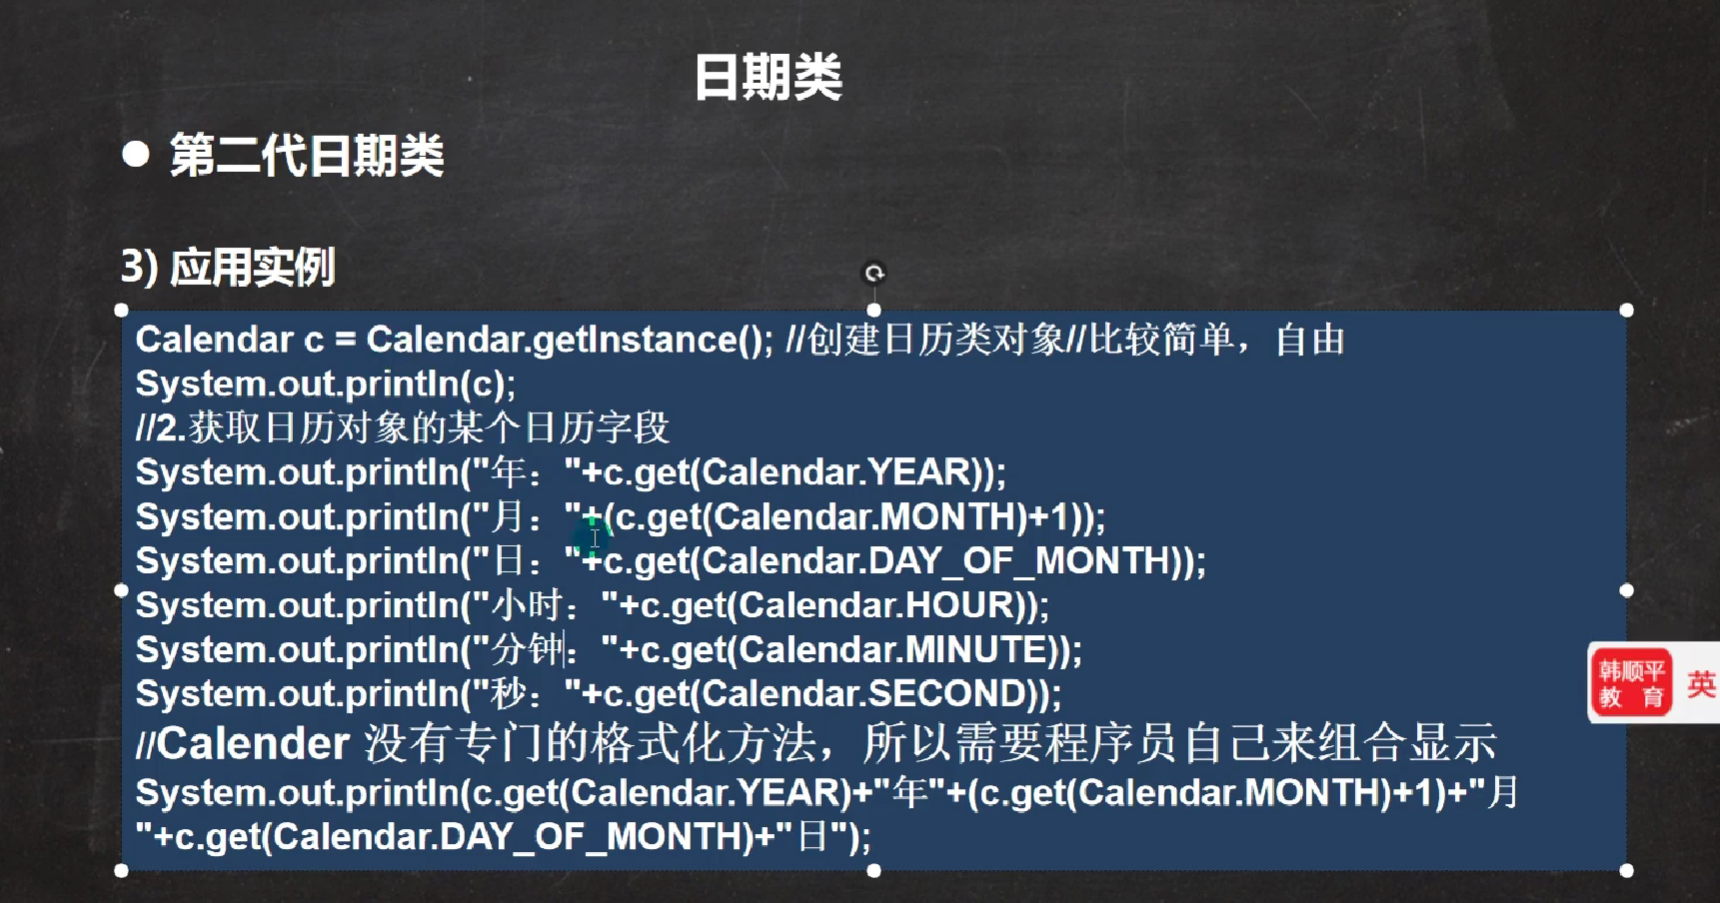 日期类
● 第二代日期类
3) 应用实例
Calendar c = Calendar.getInstance(); //创建日历类对象//比较简单，自由
System.out.println(c);
//2.获取日历对象的某个日历字段
System.out.println("年："+c.get(Calendar.YEAR));
System.out.println("月："+(c.get(Calendar.MONTH)+1));
System.out.println("日："+c.get(Calendar.DAY_OF_MONTH));
System.out.println("小时："+c.get(Calendar.HOUR));
System.out.println("分钟："+c.get(Calendar.MINUTE));
System.out.println("秒："+c.get(Calendar.SECOND));
//Calender 没有专门的格式化方法，所以需要程序员自己来组合显示
System.out.println(c.get(Calendar.YEAR)+"年"+(c.get(Calendar.MONTH)+1)+"月
"+c.get(Calendar.DAY_OF_MONTH)+"日");
韩顺平
教 育
英